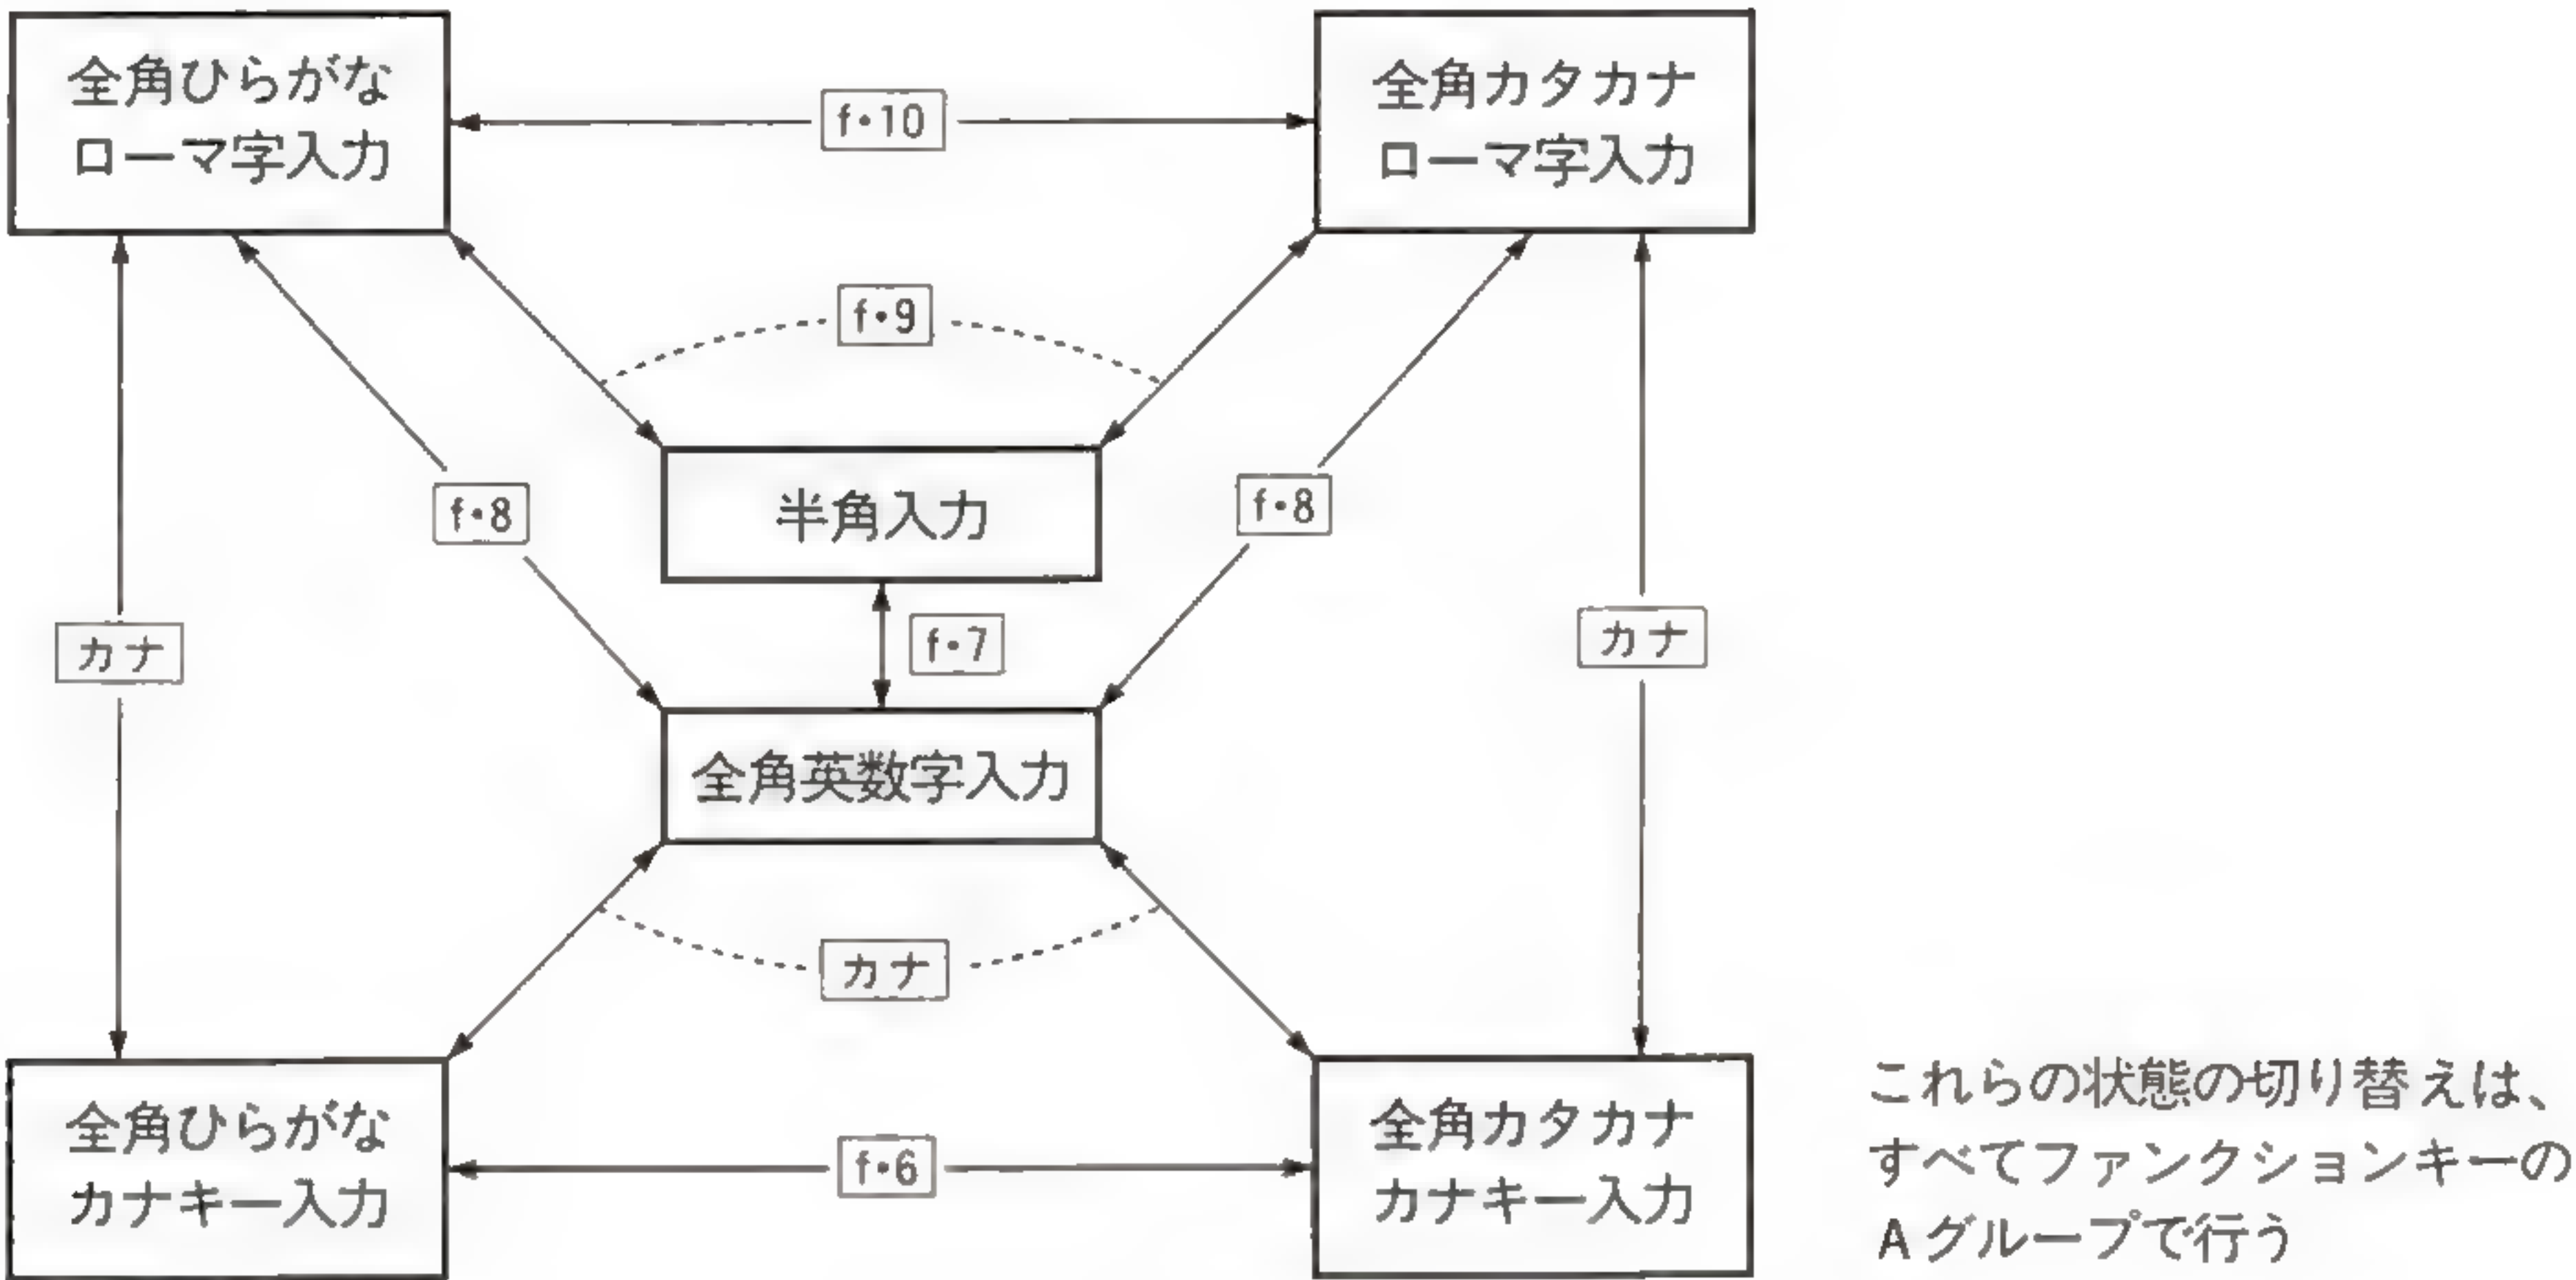 全角ひらがな
ローマ字入力
f・10
全角カタカナ
ローマ字入力
f・9
f・8
半角入力
f・8
カナ
f・7
カナ
全角英数字入力
カナ
全角ひらがな
カナキー入力
f・6
全角カタカナ
カナキー入力
これらの状態の切り替えは、
すべてファンクションキーの
Aグループで行う